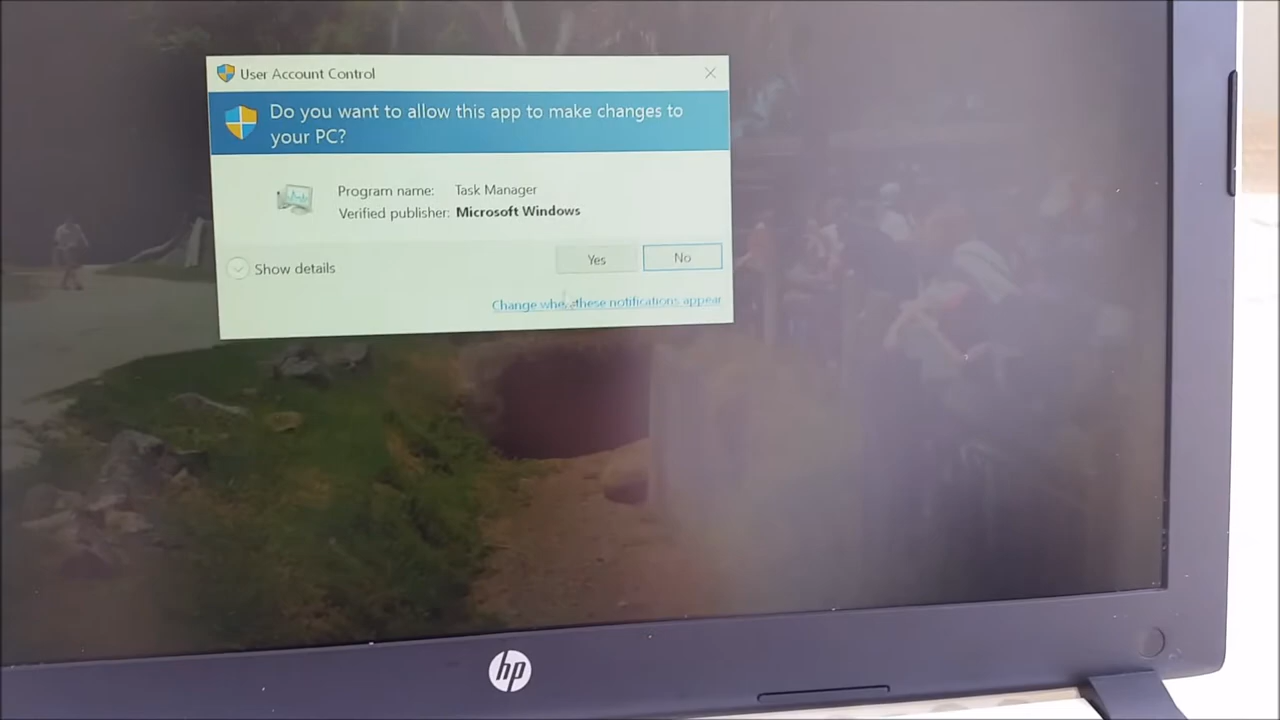 User Account Control
Do you want to allow this app to make changes to
your PC?
Program name: Task Manager
Verified publisher: Microsoft Windows
Show details
Yes
No
Change when these notifications appear
hp